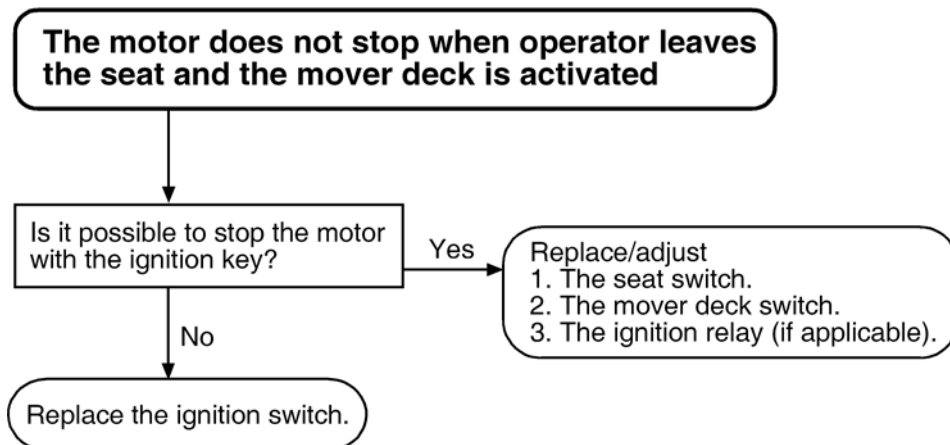 The motor does not stop when operator leaves
the seat and the mover deck is activated
Is it possible to stop the motor
with the ignition key?
Yes
Replace/adjust
1. The seat switch.
2. The mover deck switch.
3. The ignition relay (if applicable).
No
Replace the ignition switch.